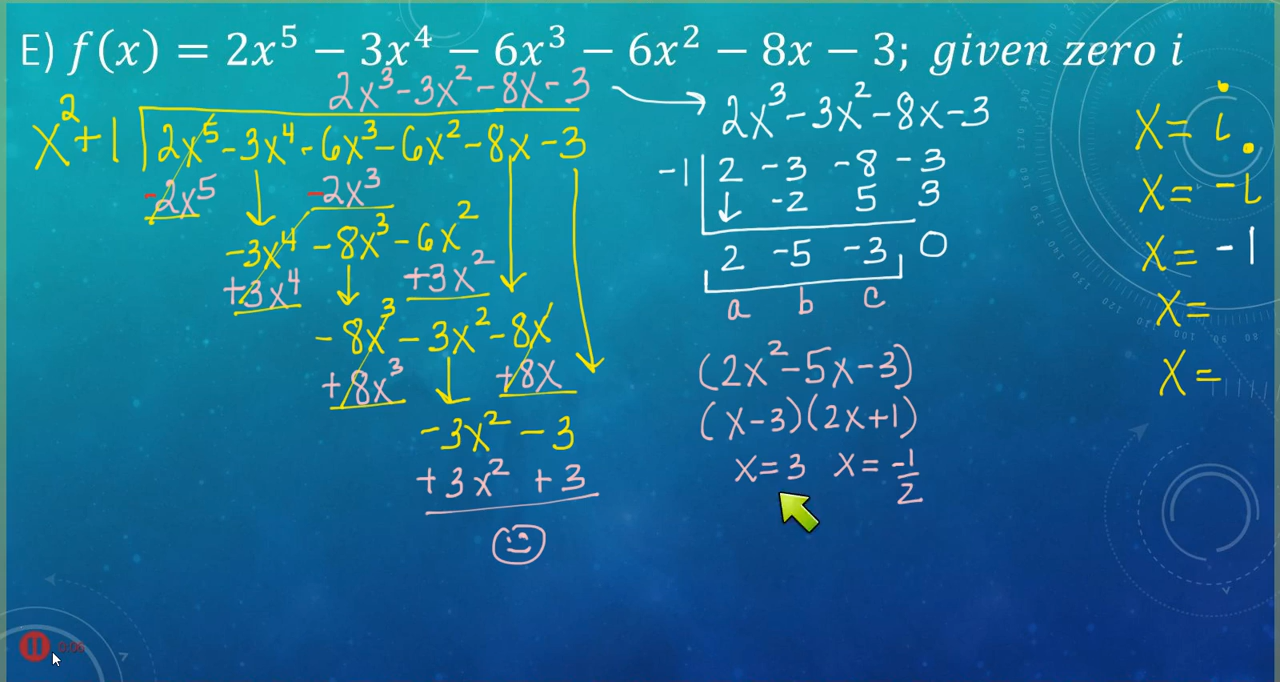 E) f(x) = 2x⁵ − 3x⁴ − 6x³ − 6x² − 8x − 3; given zero i
2x³-3x²-8x-3
x²+1 2x⁵-3x⁴-6x³-6x²-8x-3
-2x⁵ -2x³
-3x⁴ -8x³-6x²
+3x⁴ +3x²
-8x³-3x²-8x
+8x³ +8x
-3x²-3
+3x² +3
2x³-3x²-8x-3
-1 2 -3 -8 -3
-2 5 3
2 -5 -3 0
a b c
(2x²-5x-3)
(x-3)(2x+1)
x=3 x=-1/2
x= i
x= -i
x= -1
x=
x=